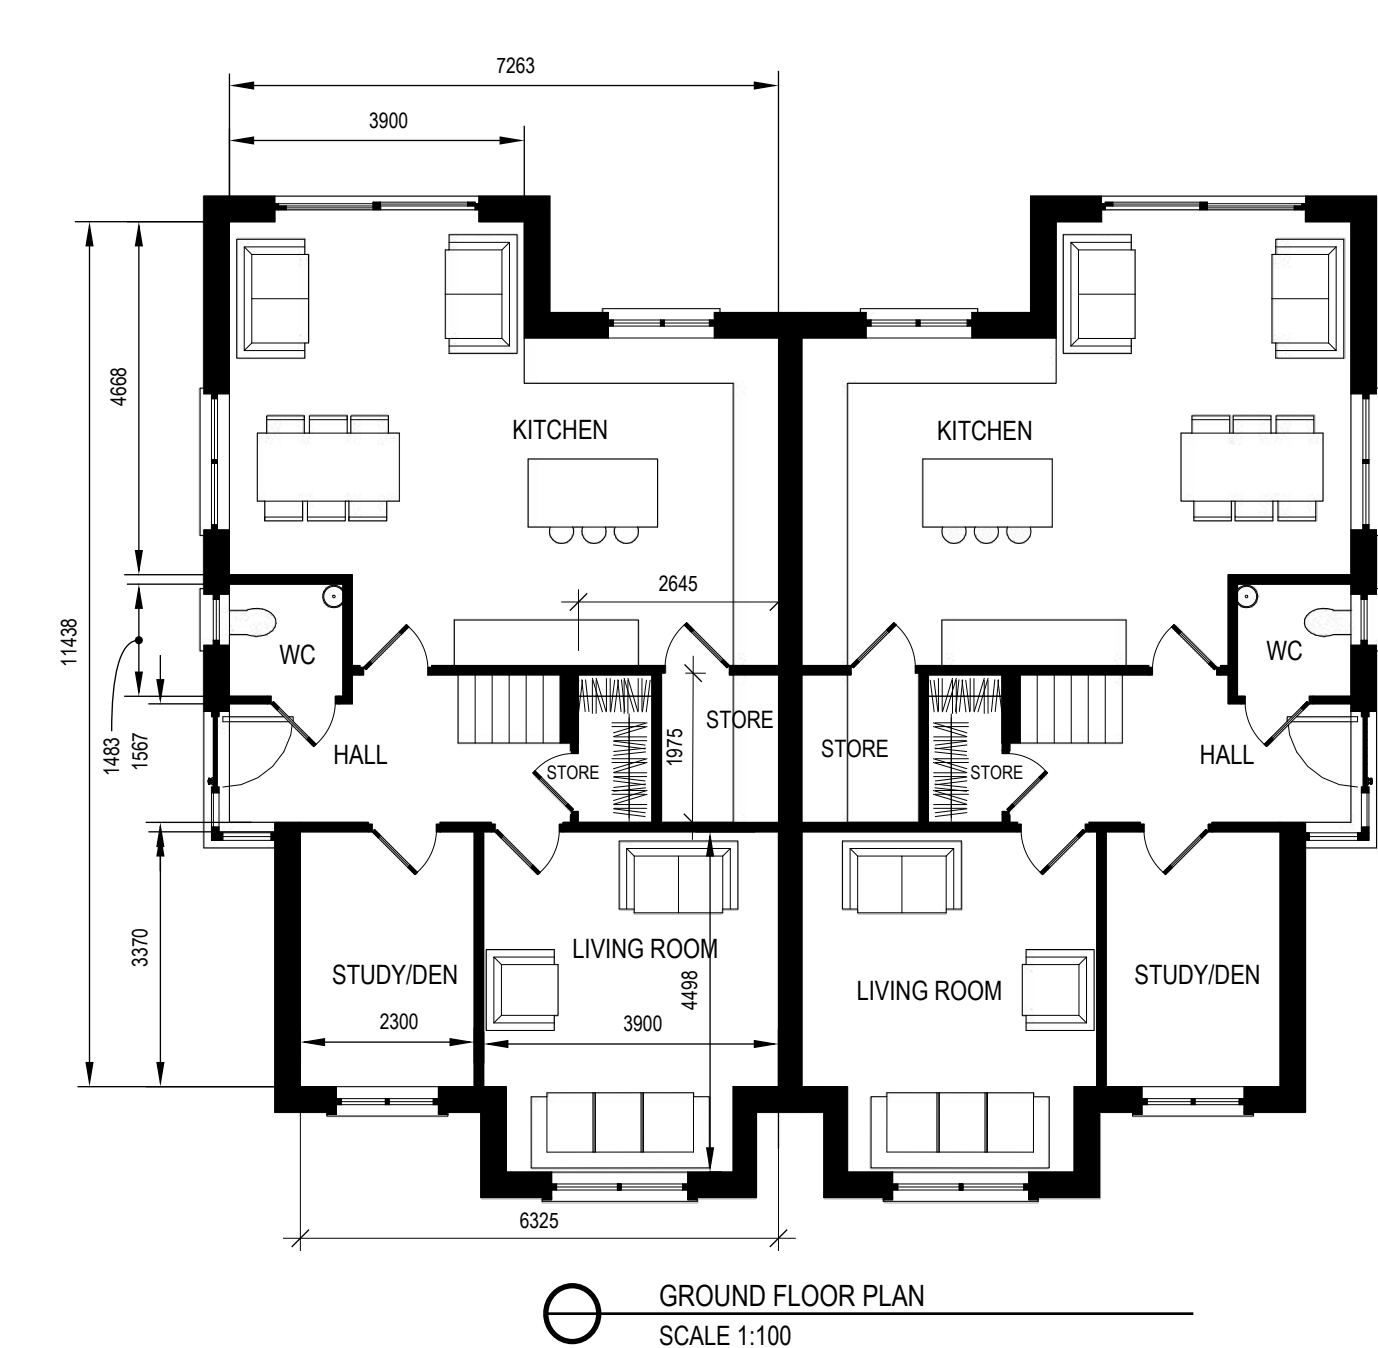 7263
3900
4668
KITCHEN
KITCHEN
2645
11438
WC
WC
1483
1567
HALL
STORE
1975
STORE
STORE
STORE
HALL
3370
LIVING ROOM
STUDY/DEN
4498
LIVING ROOM
STUDY/DEN
2300
3900
6325
GROUND FLOOR PLAN
SCALE 1:100